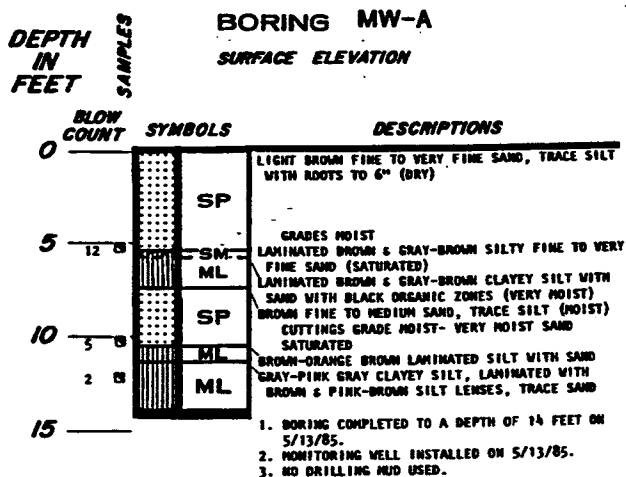 BORING MW-A
SURFACE ELEVATION
DEPTH IN FEET
SAMPLES
BLOW COUNT
SYMBOLS
DESCRIPTIONS
0
LIGHT BROWN FINE TO VERY FINE SAND, TRACE SILT
WITH ROOTS TO 6" (DRY)
SP
GRADES MOIST
5
12
SM
LAMINATED BROWN & GRAY-BROWN SILTY FINE TO VERY
FINE SAND (SATURATED)
ML
LAMINATED BROWN & GRAY-BROWN CLAYEY SILT WITH
SAND WITH BLACK ORGANIC ZONES (VERY MOIST)
BROWN FINE TO MEDIUM SAND, TRACE SILT (MOIST)
SP
CUTTINGS GRADE MOIST- VERY MOIST SAND
10
5
SATURATED
ML
BROWN-ORANGE BROWN LAMINATED SILT WITH SAND
2
ML
GRAY-PINK GRAY CLAYEY SILT, LAMINATED WITH
BROWN & PINK-BROWN SILT LENSES, TRACE SAND
15
1. BORING COMPLETED TO A DEPTH OF 14 FEET ON
5/13/85.
2. MONITORING WELL INSTALLED ON 5/13/85.
3. NO DRILLING MUD USED.